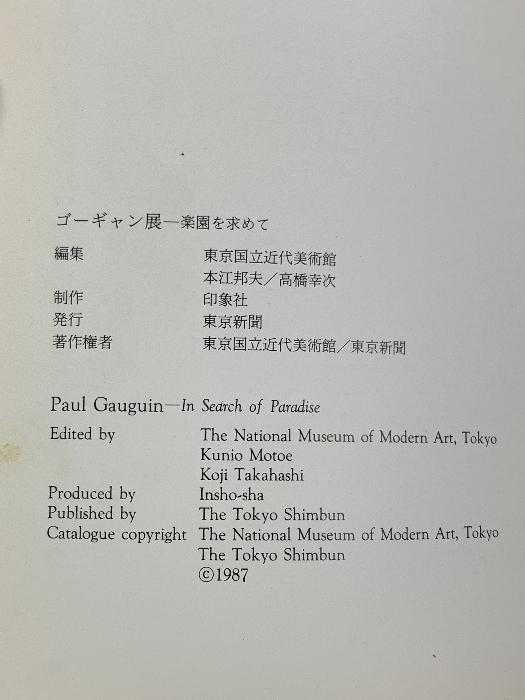 ゴーギャン展—楽園を求めて
編集 東京国立近代美術館
本江邦夫／高橋幸次
制作 印象社
発行 東京新聞
著作権者 東京国立近代美術館／東京新聞
Paul Gauguin—In Search of Paradise
Edited by The National Museum of Modern Art, Tokyo
Kunio Motoe
Koji Takahashi
Produced by Insho-sha
Published by The Tokyo Shimbun
Catalogue copyright The National Museum of Modern Art, Tokyo
The Tokyo Shimbun
©1987